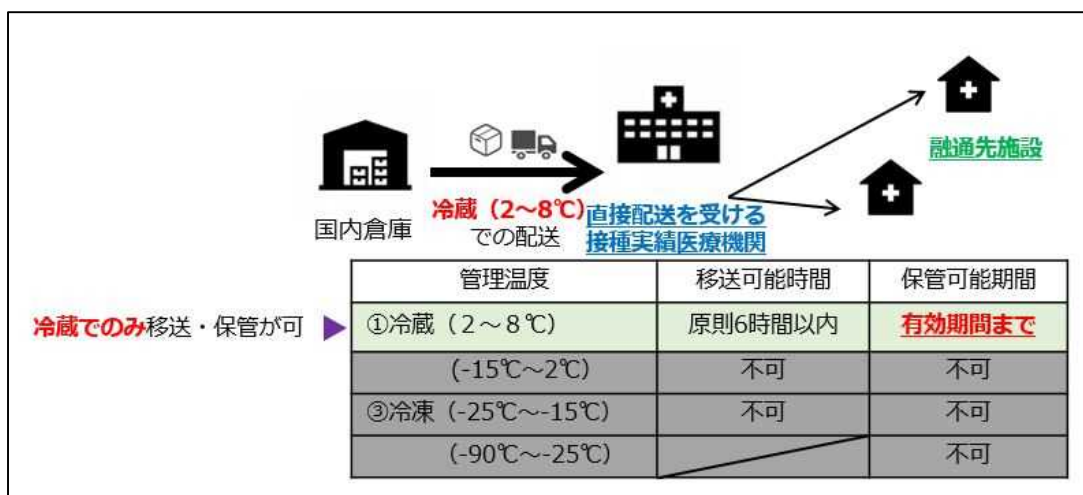 融通先施設
国内倉庫
冷蔵（2～8℃）
での配送
直接配送を受ける
接種実績医療機関
管理温度 移送可能時間 保管可能期間
冷蔵でのみ移送・保管が可
①冷蔵（2～8℃） 原則6時間以内 有効期間まで
(-15℃～2℃) 不可 不可
③冷凍（-25℃～-15℃） 不可 不可
(-90℃～-25℃) 不可